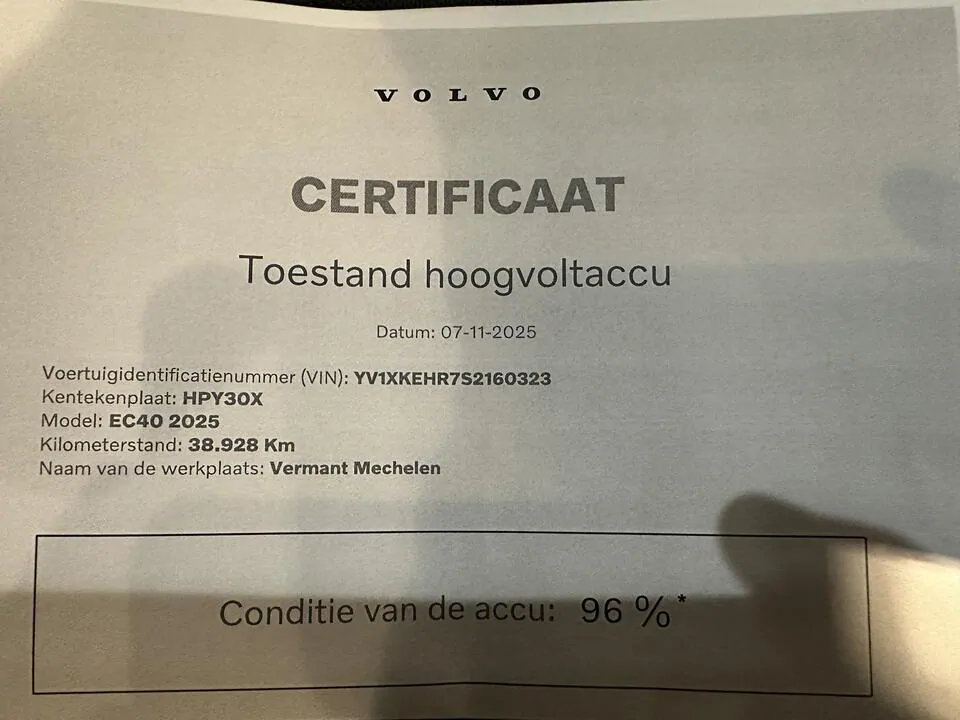 VOLVO
CERTIFICAAT
Toestand hoogvoltaccu
Datum: 07-11-2025
Voertuigidentificatienummer (VIN): YV1XKEHR7S2160323
Kentekenplaat: HPY30X
Model: EC40 2025
Kilometerstand: 38.928 Km
Naam van de werkplaats: Vermant Mechelen
Conditie van de accu: 96 %*